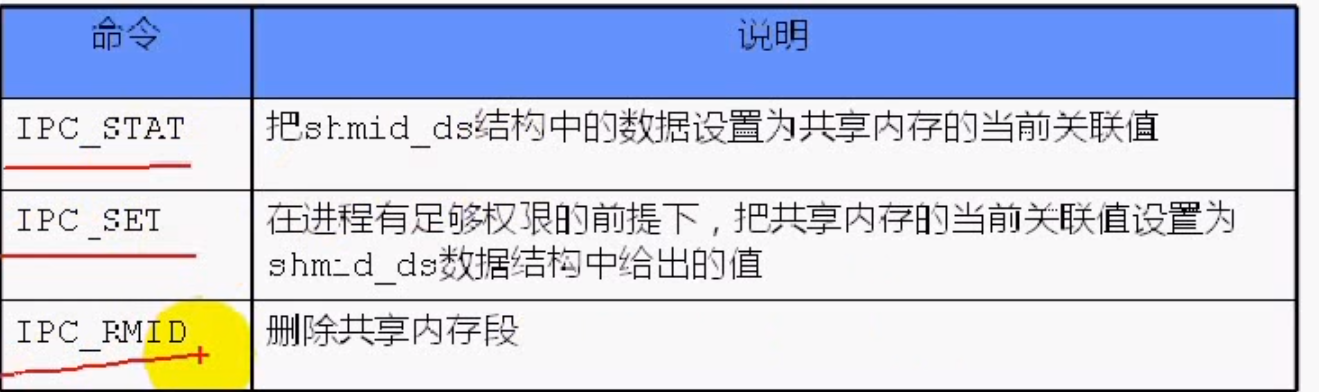 命令 说明
IPC_STAT 把shmid_ds结构中的数据设置为共享内存的当前关联值
IPC_SET 在进程有足够权限的前提下，把共享内存的当前关联值设置为
shmid_ds数据结构中给出的值
IPC_RMID 删除共享内存段